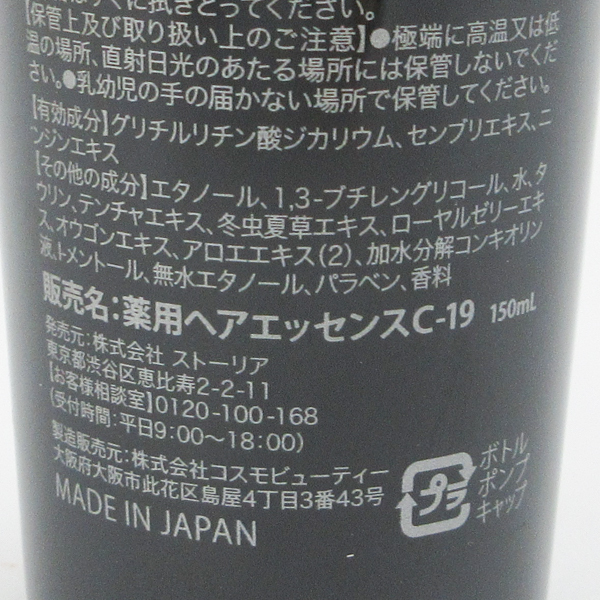 はすぐに拭きとってください。
【保管上及び取り扱い上のご注意】●極端に高温又は低
温の場所、直射日光のあたる場所には保管しないでくだ
さい。●乳幼児の手の届かない場所で保管してください。
【有効成分】グリチルリチン酸ジカリウム、センブリエキス、ニ
ンジンエキス
【その他の成分】エタノール、1,3-ブチレングリコール、水、タ
ウリン、テンチャエキス、冬虫夏草エキス、ローヤルゼリーエキ
ス、オウゴンエキス、アロエエキス(2)、加水分解コンキオリン
液、l-メントール、無水エタノール、パラベン、香料
販売名：薬用ヘアエッセンスC-19 150mL
発売元：株式会社 ストーリア
東京都渋谷区恵比寿2-2-11
【お客様相談室】0120-100-168
(受付時間：平日9:00〜18:00)
製造販売元：株式会社コスモビューティー
大阪府大阪市此花区島屋4丁目3番43号
MADE IN JAPAN
プラ
ボトル
ポンプ
キャップ